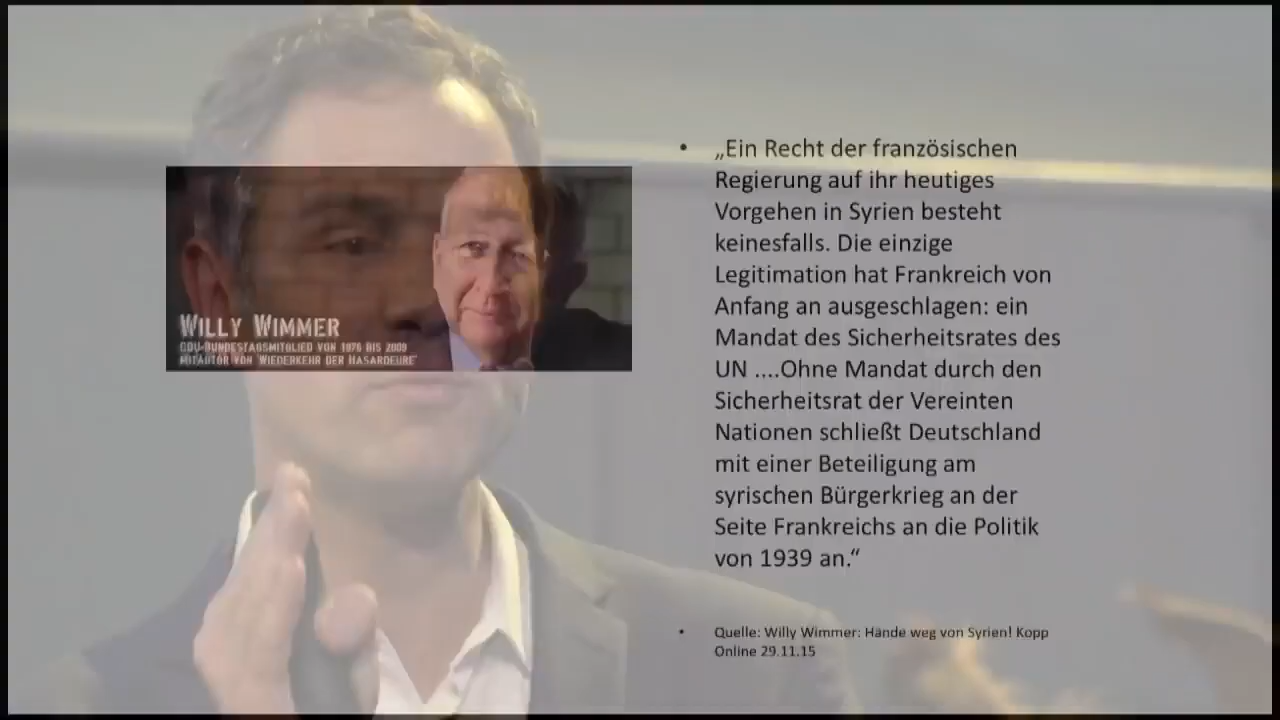 WILLY WIMMER
CDU-BUNDESTAGSMITGLIED VON 1976 BIS 2009
MITAUTOR VON "WIEDERKEHR DER HASARDEURE"
• „Ein Recht der französischen
Regierung auf ihr heutiges
Vorgehen in Syrien besteht
keinesfalls. Die einzige
Legitimation hat Frankreich von
Anfang an ausgeschlagen: ein
Mandat des Sicherheitsrates des
UN ....Ohne Mandat durch den
Sicherheitsrat der Vereinten
Nationen schließt Deutschland
mit einer Beteiligung am
syrischen Bürgerkrieg an der
Seite Frankreichs an die Politik
von 1939 an.“
• Quelle: Willy Wimmer: Hände weg von Syrien! Kopp
Online 29.11.15